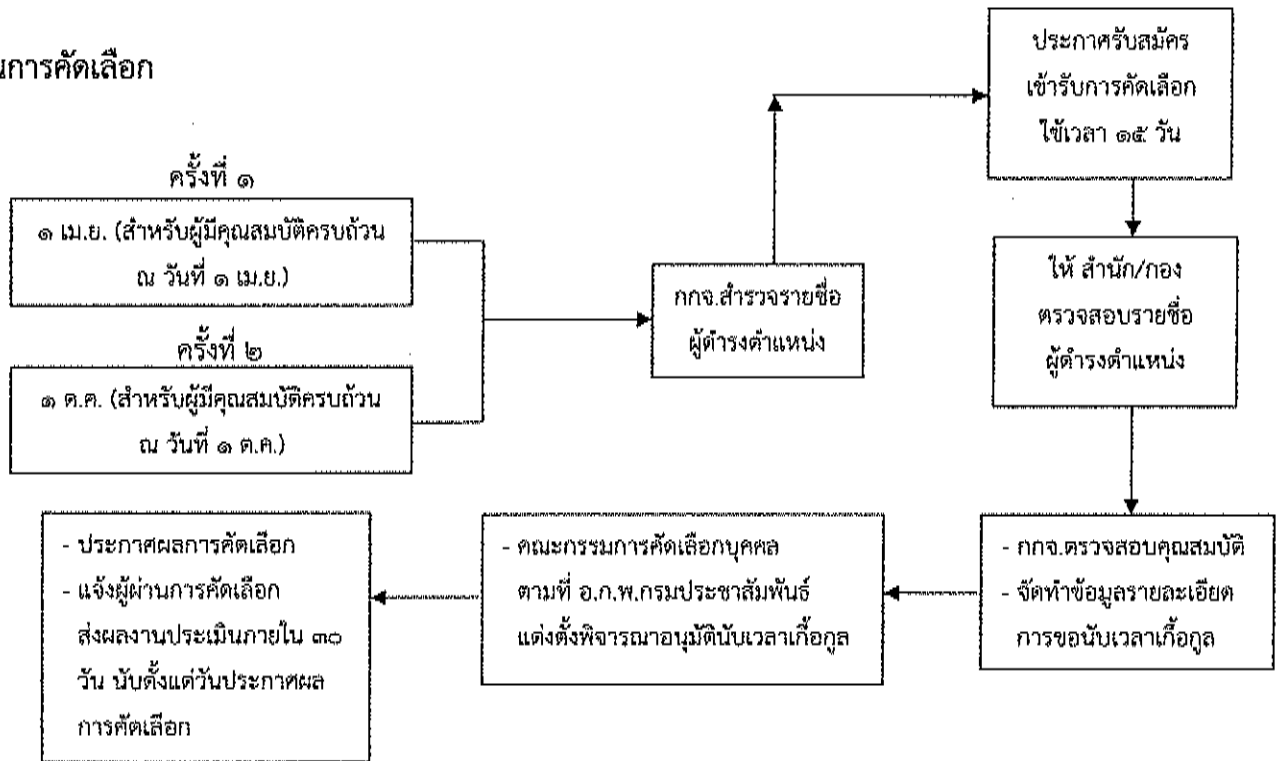 นการคัดเลือก
ครั้งที่ ๑
๑ เม.ย. (สำหรับผู้มีคุณสมบัติครบถ้วน
ณ วันที่ ๑ เม.ย.)
ครั้งที่ ๒
๑ ต.ค. (สำหรับผู้มีคุณสมบัติครบถ้วน
ณ วันที่ ๑ ต.ค.)
กกจ.สำรวจรายชื่อ
ผู้ดำรงตำแหน่ง
ประกาศรับสมัคร
เข้ารับการคัดเลือก
ใช้เวลา ๑๕ วัน
ให้ สำนัก/กอง
ตรวจสอบรายชื่อ
ผู้ดำรงตำแหน่ง
- กกจ.ตรวจสอบคุณสมบัติ
- จัดทำข้อมูลรายละเอียด
การขอนับเวลาเกื้อกูล
- คณะกรรมการคัดเลือกบุคคล
ตามที่ อ.ก.พ.กรมประชาสัมพันธ์
แต่งตั้งพิจารณาอนุมัตินับเวลาเกื้อกูล
- ประกาศผลการคัดเลือก
- แจ้งผู้ผ่านการคัดเลือก
ส่งผลงานประเมินภายใน ๓๐
วัน นับตั้งแต่วันประกาศผล
การคัดเลือก